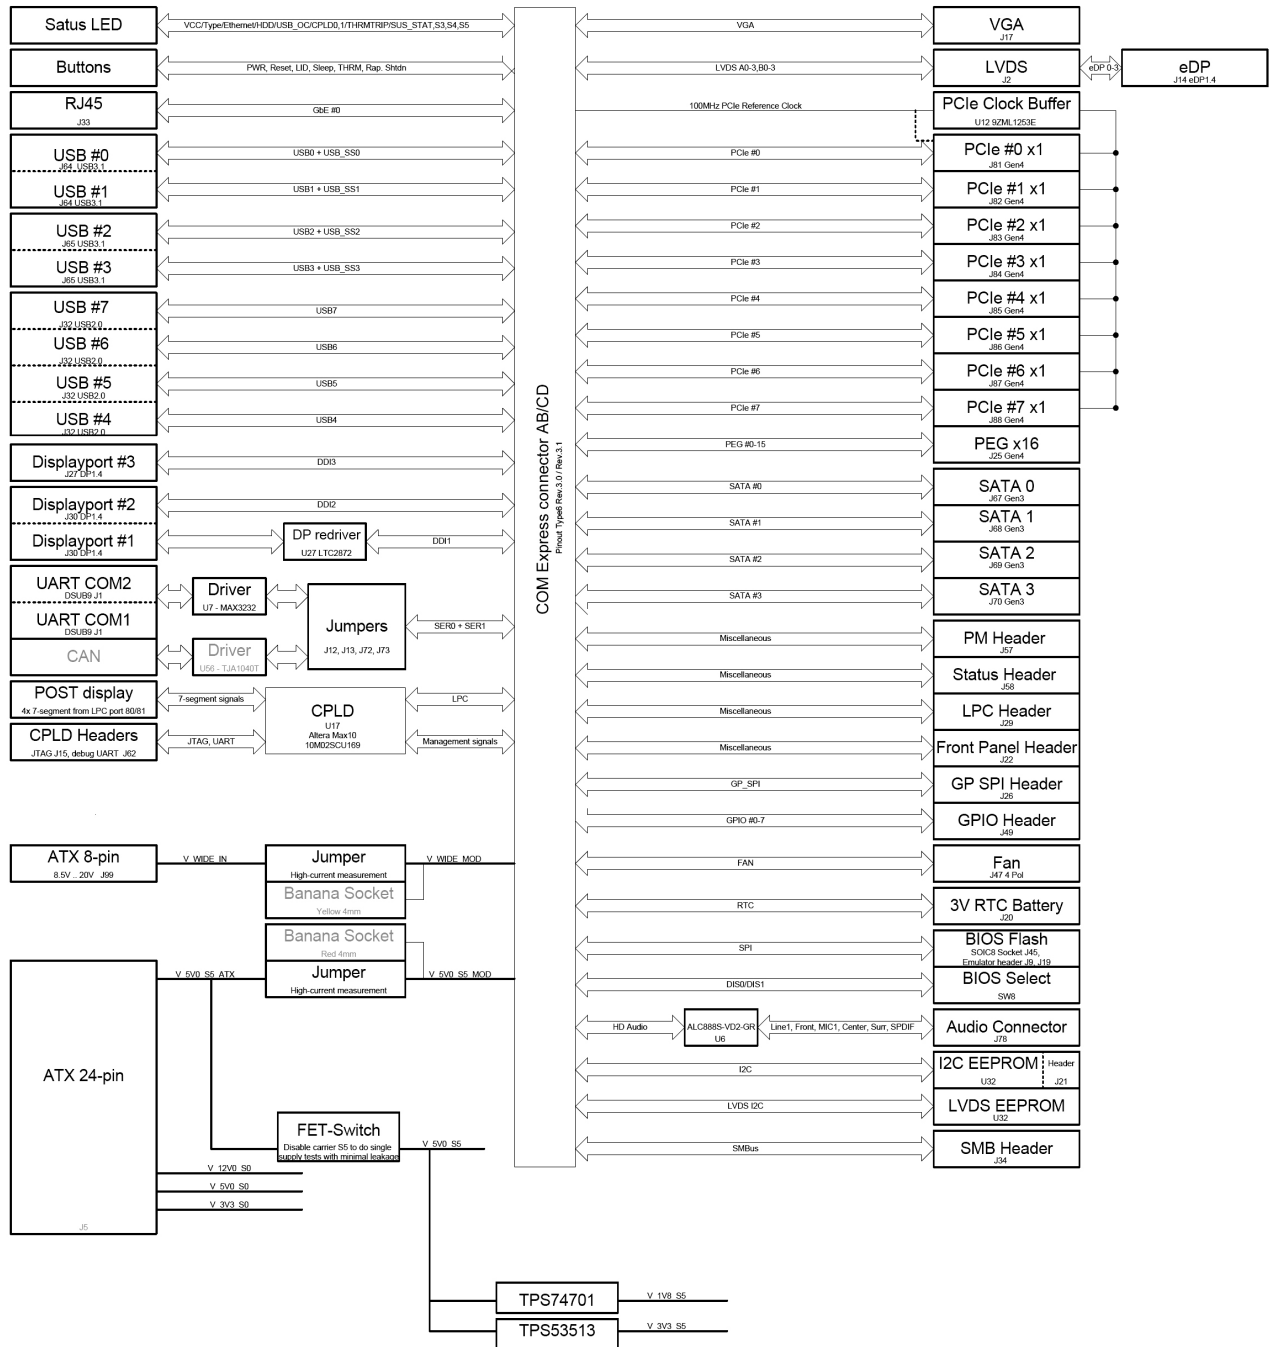 Satus LED
VCC/Type/Ethernet/HDD/USB_OC/CPLD0,1/THRMTRIP/SUS_STAT,S3,S4,S5
Buttons
PWR, Reset, LID, Sleep, THRM, Rap. Shtdn
RJ45
J33
GbE #0
USB #0
J64 USB3.1
USB0 + USB_SS0
USB #1
J64 USB3.1
USB1 + USB_SS1
USB #2
J65 USB3.1
USB2 + USB_SS2
USB #3
J65 USB3.1
USB3 + USB_SS3
USB #7
J32 USB2.0
USB7
USB #6
J32 USB2.0
USB6
USB #5
J32 USB2.0
USB5
USB #4
J32 USB2.0
USB4
Displayport #3
J27 DP1.4
DDI3
Displayport #2
J30 DP1.4
DDI2
Displayport #1
J30 DP1.4
DP redriver
U27 LTC2872
DDI1
UART COM2
DSUB9 J1
Driver
U7 - MAX3232
UART COM1
DSUB9 J1
CAN
Driver
U56 - TJA1040T
Jumpers
J12, J13, J72, J73
SER0 + SER1
POST display
4x 7-segment from LPC port 80/81
7-segment signals
CPLD Headers
JTAG J15, debug UART J62
JTAG, UART
CPLD
U17
Altera Max10
10M02SCU169
LPC
Management signals
ATX 8-pin
8.5V .. 20V J99
V_WIDE_IN
Jumper
High-current measurement
Banana Socket
Yellow 4mm
V_WIDE_MOD
Banana Socket
Red 4mm
Jumper
High-current measurement
V_5V0_S5_ATX
V_5V0_S5_MOD
ATX 24-pin
J5
FET-Switch
Disable carrier S5 to do single
supply tests with minimal leakage
V_5V0_S5
V_12V0_S0
V_5V0_S0
V_3V3_S0
TPS74701
V_1V8_S5
TPS53513
V_3V3_S5
COM Express connector AB/CD
Pinout Type6 Rev.3.0 / Rev.3.1
VGA
VGA
J17
LVDS A0-3,B0-3
LVDS
J2
eDP 0-3
eDP
J14 eDP1.4
100MHz PCIe Reference Clock
PCIe Clock Buffer
U12 9ZML1253E
PCIe #0
PCIe #0 x1
J81 Gen4
PCIe #1
PCIe #1 x1
J82 Gen4
PCIe #2
PCIe #2 x1
J83 Gen4
PCIe #3
PCIe #3 x1
J84 Gen4
PCIe #4
PCIe #4 x1
J85 Gen4
PCIe #5
PCIe #5 x1
J86 Gen4
PCIe #6
PCIe #6 x1
J87 Gen4
PCIe #7
PCIe #7 x1
J88 Gen4
PEG #0-15
PEG x16
J25 Gen4
SATA #0
SATA 0
J67 Gen3
SATA #1
SATA 1
J68 Gen3
SATA #2
SATA 2
J69 Gen3
SATA #3
SATA 3
J70 Gen3
Miscellaneous
PM Header
J57
Miscellaneous
Status Header
J58
Miscellaneous
LPC Header
J29
Miscellaneous
Front Panel Header
J22
GP_SPI
GP SPI Header
J26
GPIO #0-7
GPIO Header
J49
FAN
Fan
J47 4 Pol
RTC
3V RTC Battery
J20
SPI
BIOS Flash
SOIC8 Socket J45,
Emulator header J9, J19
DIS0/DIS1
BIOS Select
SW8
HD Audio
ALC888S-VD2-GR
U6
Line1, Front, MIC1, Center, Surr, SPDIF
Audio Connector
J78
I2C
I2C EEPROM
U32
Header
J21
LVDS I2C
LVDS EEPROM
U32
SMBus
SMB Header
J34